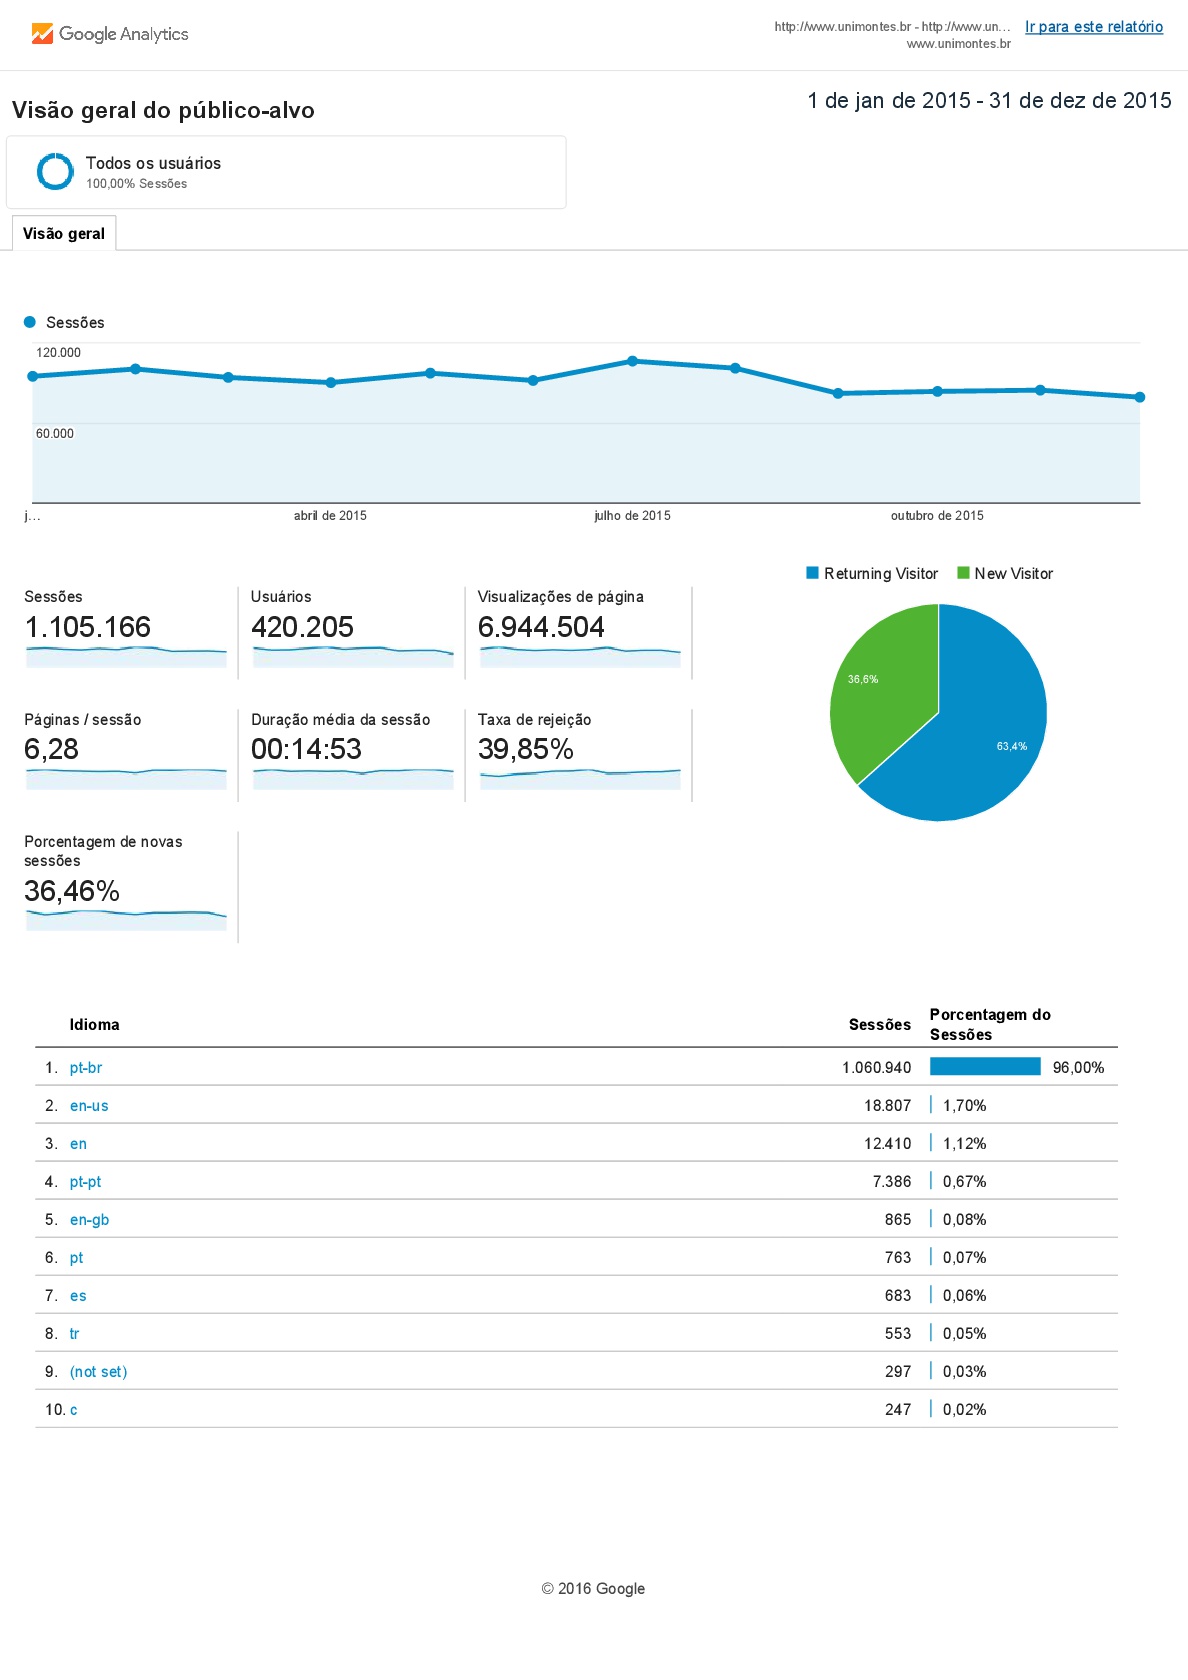 Google Analytics
http://www.unimontes.br - http://www.un…
www.unimontes.br
Ir para este relatório
Visão geral do público-alvo
1 de jan de 2015 - 31 de dez de 2015
Todos os usuários
100,00% Sessões
Visão geral
Sessões
120.000
60.000
j…
abril de 2015
julho de 2015
outubro de 2015
Returning Visitor
New Visitor
36,6%
63,4%
Sessões
1.105.166
Usuários
420.205
Visualizações de página
6.944.504
Páginas / sessão
6,28
Duração média da sessão
00:14:53
Taxa de rejeição
39,85%
Porcentagem de novas
sessões
36,46%
Idioma Sessões Porcentagem do
Sessões
1. pt-br 1.060.940 96,00%
2. en-us 18.807 1,70%
3. en 12.410 1,12%
4. pt-pt 7.386 0,67%
5. en-gb 865 0,08%
6. pt 763 0,07%
7. es 683 0,06%
8. tr 553 0,05%
9. (not set) 297 0,03%
10. c 247 0,02%
© 2016 Google